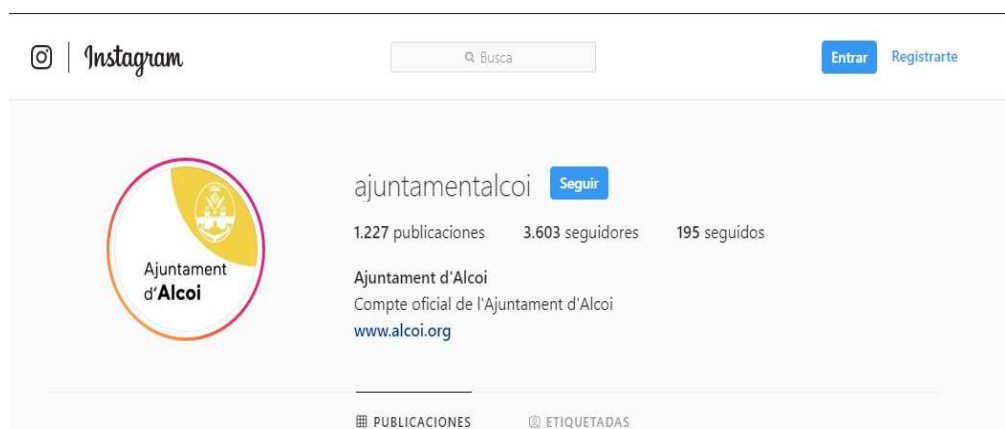 Instagram
Busca
Entrar
Registrarte
Ajuntament
d'Alcoi
ajuntamentalcoi
Seguir
1.227 publicaciones 3.603 seguidores 195 seguidos
Ajuntament d'Alcoi
Compte oficial de l'Ajuntament d'Alcoi
www.alcoi.org
PUBLICACIONES
ETIQUETADAS